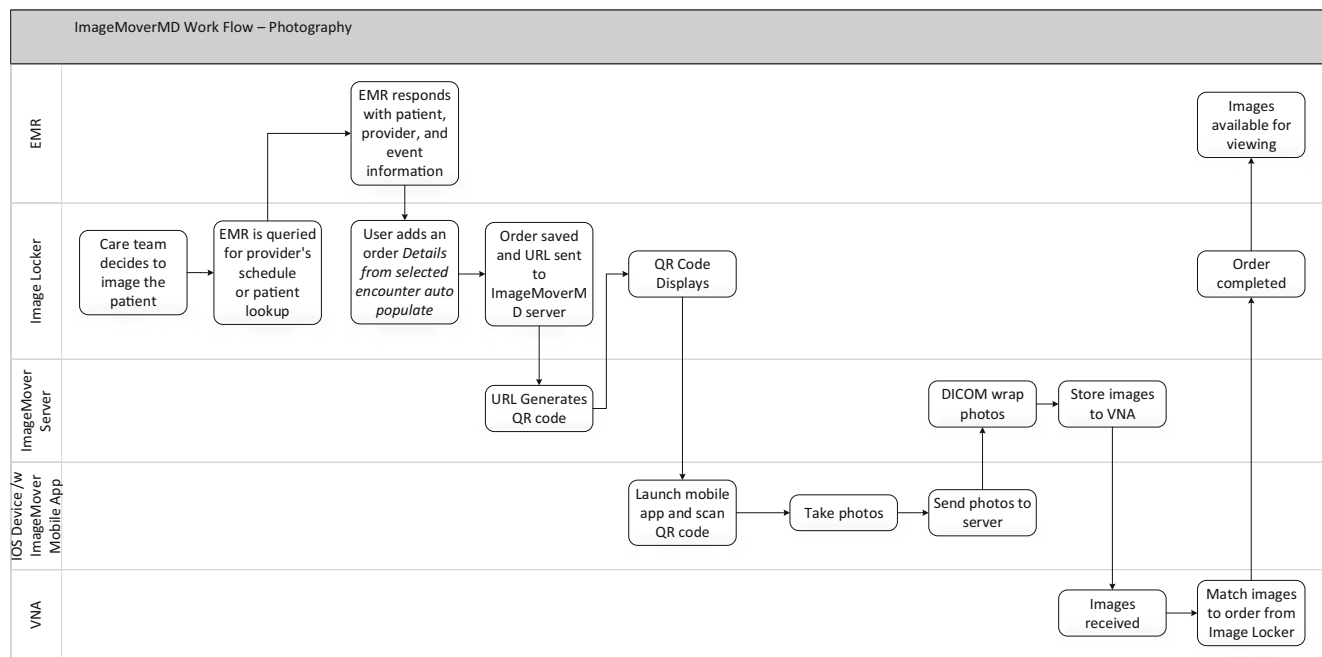 ImageMoverMD Work Flow – Photography
EMR
EMR responds
with patient,
provider, and
event
information
Images
available for
viewing
Image Locker
Care team
decides to
image the
patient
EMR is queried
for provider's
schedule
or patient
lookup
User adds an
order Details
from selected
encounter auto
populate
Order saved
and URL sent
to
ImageMoverM
D server
QR Code
Displays
Order
completed
ImageMover
Server
URL Generates
QR code
DICOM wrap
photos
Store images
to VNA
IOS Device /w
ImageMover
Mobile App
Launch mobile
app and scan
QR code
Take photos
Send photos to
server
VNA
Images
received
Match images
to order from
Image Locker